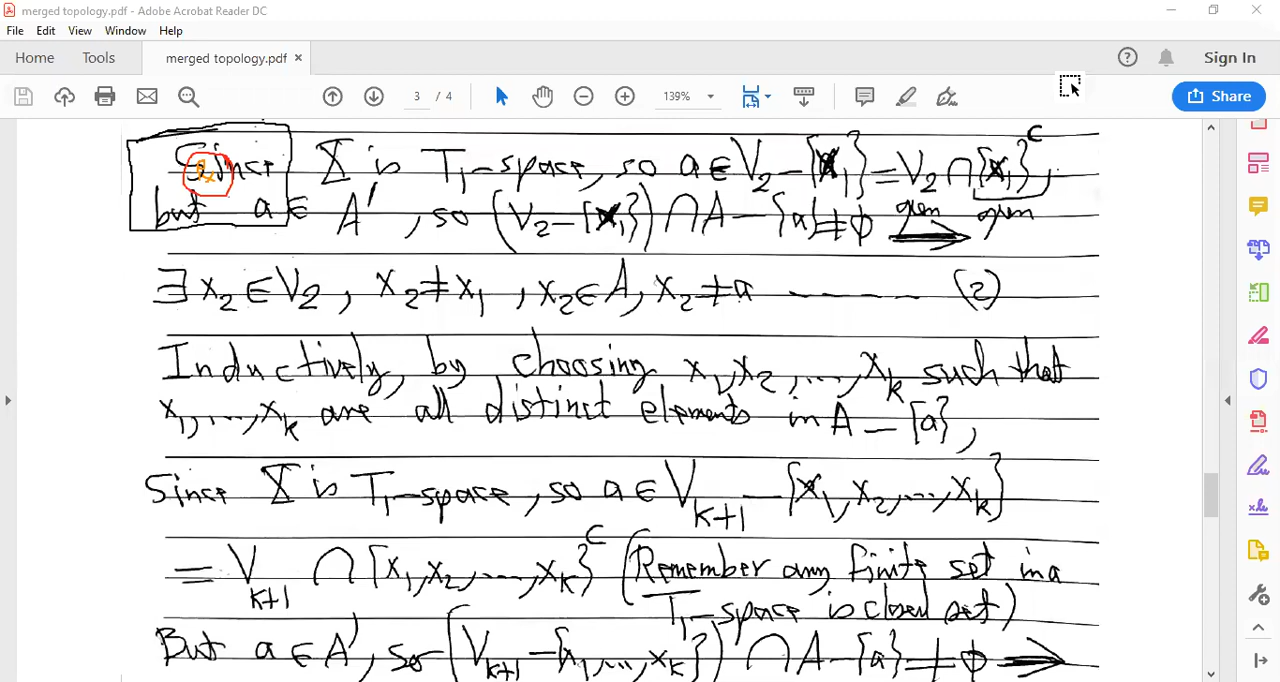 merged topology.pdf - Adobe Acrobat Reader DC
File Edit View Window Help
Home Tools merged topology.pdf × Sign In
3 / 4 139% Share
Since X is T₁-space, so a ∈ V₂ - {x₁} = V₂ ∩ {x₁}ᶜ,
but a ∈ A', so (V₂ - {x₁}) ∩ A - {a} ≠ φ ⟹
∃ x₂ ∈ V₂, x₂ ≠ x₁, x₂ ∈ A, x₂ ≠ a -------- (2)
Inductively, by choosing x₁, x₂, ..., xₖ such that
x₁, ..., xₖ are all distinct elements in A - {a},
Since X is T₁-space, so a ∈ Vₖ₊₁ - {x₁, x₂, ..., xₖ}
= Vₖ₊₁ ∩ {x₁, x₂, ..., xₖ}ᶜ (Remember any finite set in a
T₁-space is closed set)
But a ∈ A', so (Vₖ₊₁ - {x₁, ..., xₖ}) ∩ A - {a} ≠ φ ⟹